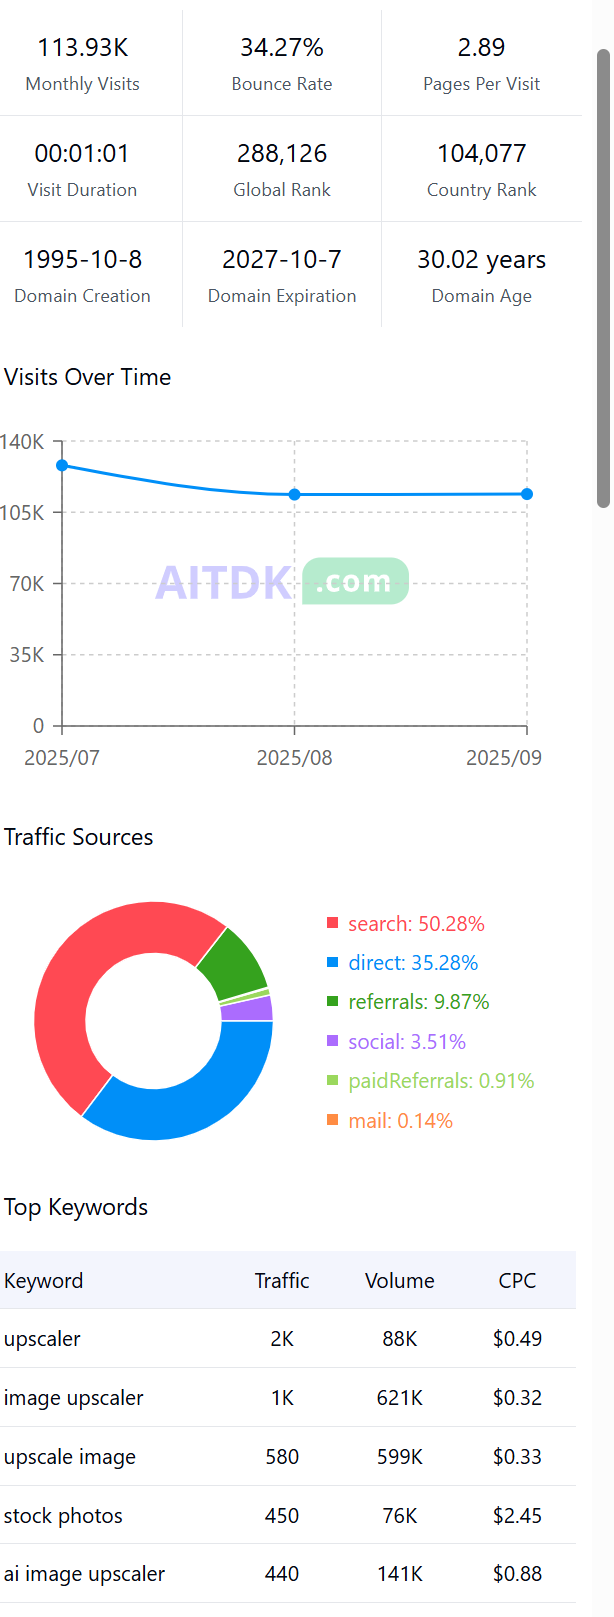 113.93K 34.27% 2.89
Monthly Visits Bounce Rate Pages Per Visit
00:01:01 288,126 104,077
Visit Duration Global Rank Country Rank
1995-10-8 2027-10-7 30.02 years
Domain Creation Domain Expiration Domain Age
Visits Over Time
140K
105K
70K
AITDK .com
35K
0
2025/07 2025/08 2025/09
Traffic Sources
search: 50.28%
direct: 35.28%
referrals: 9.87%
social: 3.51%
paidReferrals: 0.91%
mail: 0.14%
Top Keywords
Keyword Traffic Volume CPC
upscaler 2K 88K $0.49
image upscaler 1K 621K $0.32
upscale image 580 599K $0.33
stock photos 450 76K $2.45
ai image upscaler 440 141K $0.88